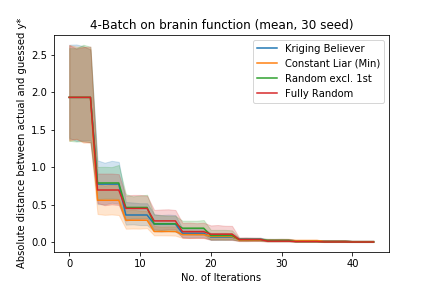 4-Batch on branin function (mean, 30 seed)
Absolute distance between actual and guessed y*
2.5
2.0
1.5
1.0
0.5
0.0
Kriging Believer
Constant Liar (Min)
Random excl. 1st
Fully Random
0 10 20 30 40
No. of Iterations